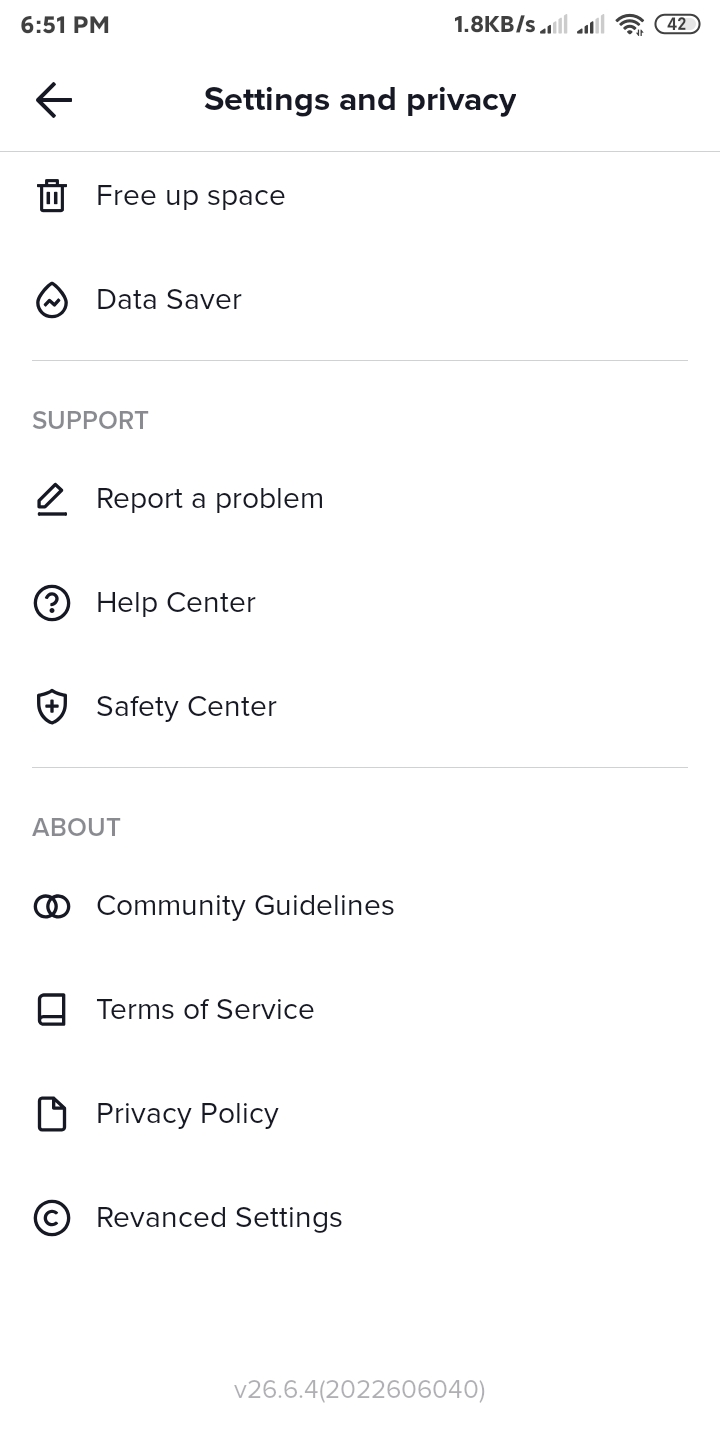 6:51 PM 1.8KB/s 42
Settings and privacy
Free up space
Data Saver
SUPPORT
Report a problem
Help Center
Safety Center
ABOUT
Community Guidelines
Terms of Service
Privacy Policy
Revanced Settings
v26.6.4(2022606040)